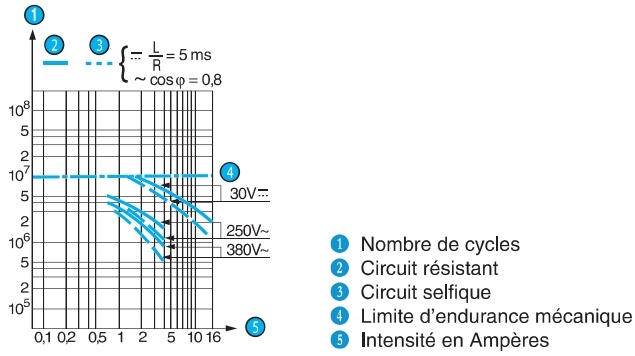 1
2 3
L
⎓ — = 5 ms
R
~ cos φ = 0,8
10⁸
5
2
10⁷
4
5
30V⎓
2
250V~
10⁶
380V~
5
2
10⁵
0,1 0,2 0,5 1 2 5 10 16
5
1 Nombre de cycles
2 Circuit résistant
3 Circuit selfique
4 Limite d'endurance mécanique
5 Intensité en Ampères